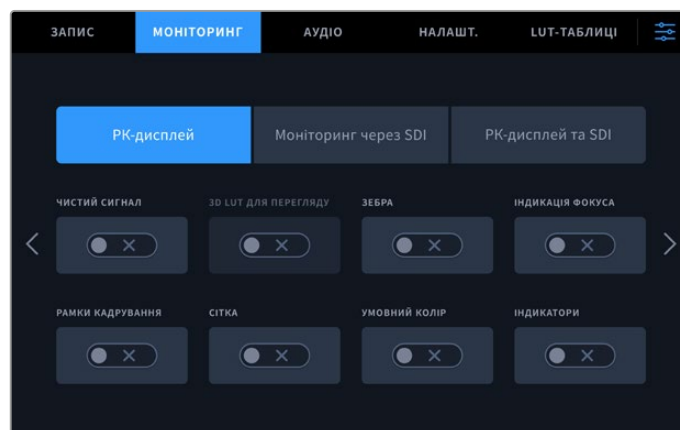 ЗАПИС МОНІТОРИНГ АУДІО НАЛАШТ. LUT-ТАБЛИЦІ
РК-дисплей Моніторинг через SDI РК-дисплей та SDI
ЧИСТИЙ СИГНАЛ 3D LUT ДЛЯ ПЕРЕГЛЯДУ ЗЕБРА ІНДИКАЦІЯ ФОКУСА
РАМКИ КАДРУВАННЯ СІТКА УМОВНИЙ КОЛІР ІНДИКАТОРИ